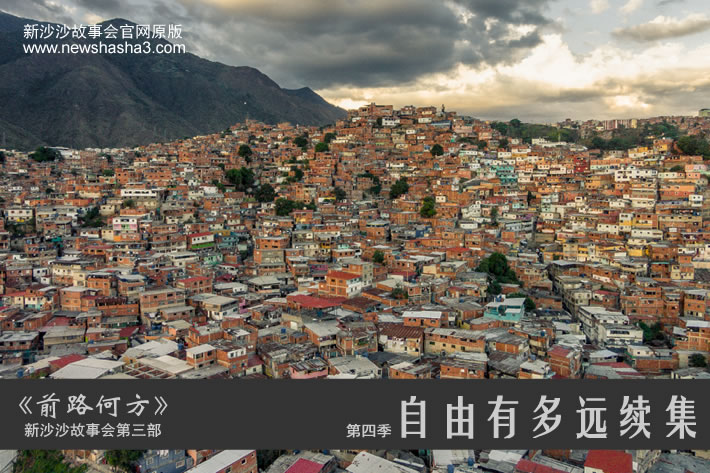 新沙沙故事会官网原版
www.newshasha3.com
《前路何方》
新沙沙故事会第三部
第四季 自由有多远续集